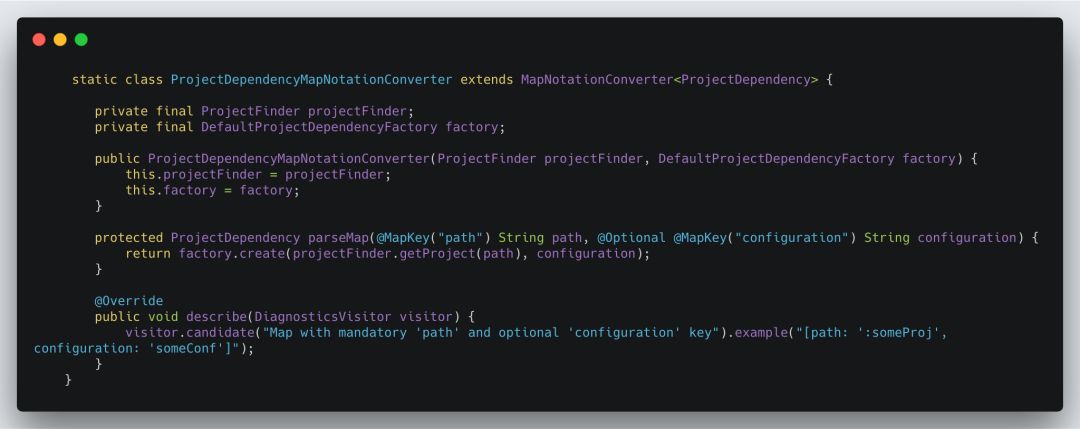 static class ProjectDependencyMapNotationConverter extends MapNotationConverter<ProjectDependency> {
private final ProjectFinder projectFinder;
private final DefaultProjectDependencyFactory factory;
public ProjectDependencyMapNotationConverter(ProjectFinder projectFinder, DefaultProjectDependencyFactory factory) {
this.projectFinder = projectFinder;
this.factory = factory;
}
protected ProjectDependency parseMap(@MapKey("path") String path, @Optional @MapKey("configuration") String configuration) {
return factory.create(projectFinder.getProject(path), configuration);
}
@Override
public void describe(DiagnosticsVisitor visitor) {
visitor.candidate("Map with mandatory 'path' and optional 'configuration' key").example("[path: ':someProj',
configuration: 'someConf']");
}
}